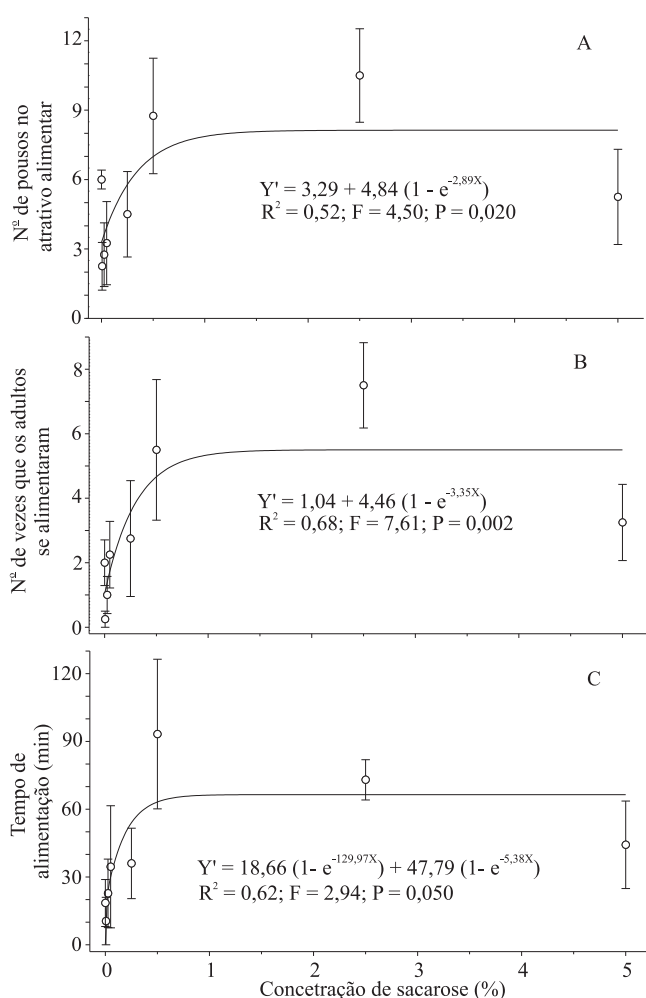 12
9
6
3
0
Nº de pousos no
atrativo alimentar
A
Y' = 3,29 + 4,84 (1 - e^-2,89X)
R² = 0,52; F = 4,50; P = 0,020
8
6
4
2
0
Nº de vezes que os adultos
se alimentaram
B
Y' = 1,04 + 4,46 (1 - e^-3,35X)
R² = 0,68; F = 7,61; P = 0,002
120
90
60
30
0
Tempo de
alimentação (min)
C
Y' = 18,66 (1- e^-129,97X) + 47,79 (1- e^-5,38X)
R² = 0,62; F = 2,94; P = 0,050
0 1 2 3 4 5
Concetração de sacarose (%)